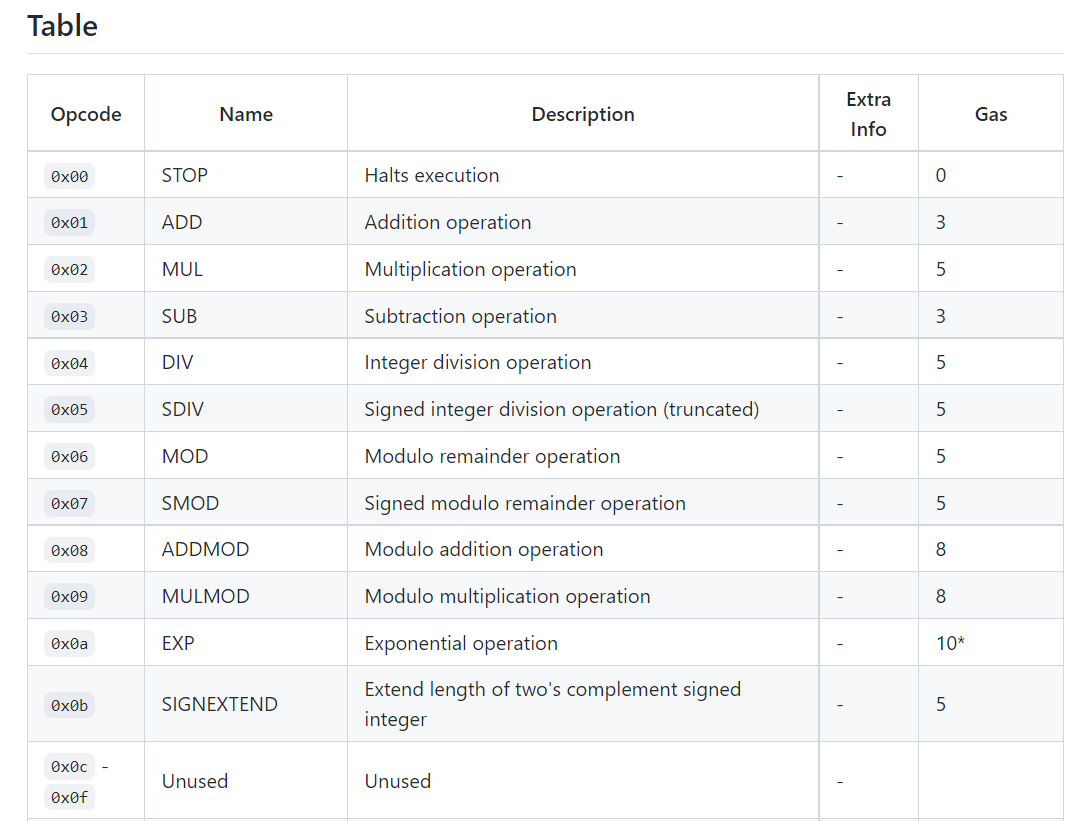 Table
Opcode Name Description Extra Info Gas
0x00 STOP Halts execution - 0
0x01 ADD Addition operation - 3
0x02 MUL Multiplication operation - 5
0x03 SUB Subtraction operation - 3
0x04 DIV Integer division operation - 5
0x05 SDIV Signed integer division operation (truncated) - 5
0x06 MOD Modulo remainder operation - 5
0x07 SMOD Signed modulo remainder operation - 5
0x08 ADDMOD Modulo addition operation - 8
0x09 MULMOD Modulo multiplication operation - 8
0x0a EXP Exponential operation - 10*
0x0b SIGNEXTEND Extend length of two's complement signed integer - 5
0x0c - 0x0f Unused Unused -